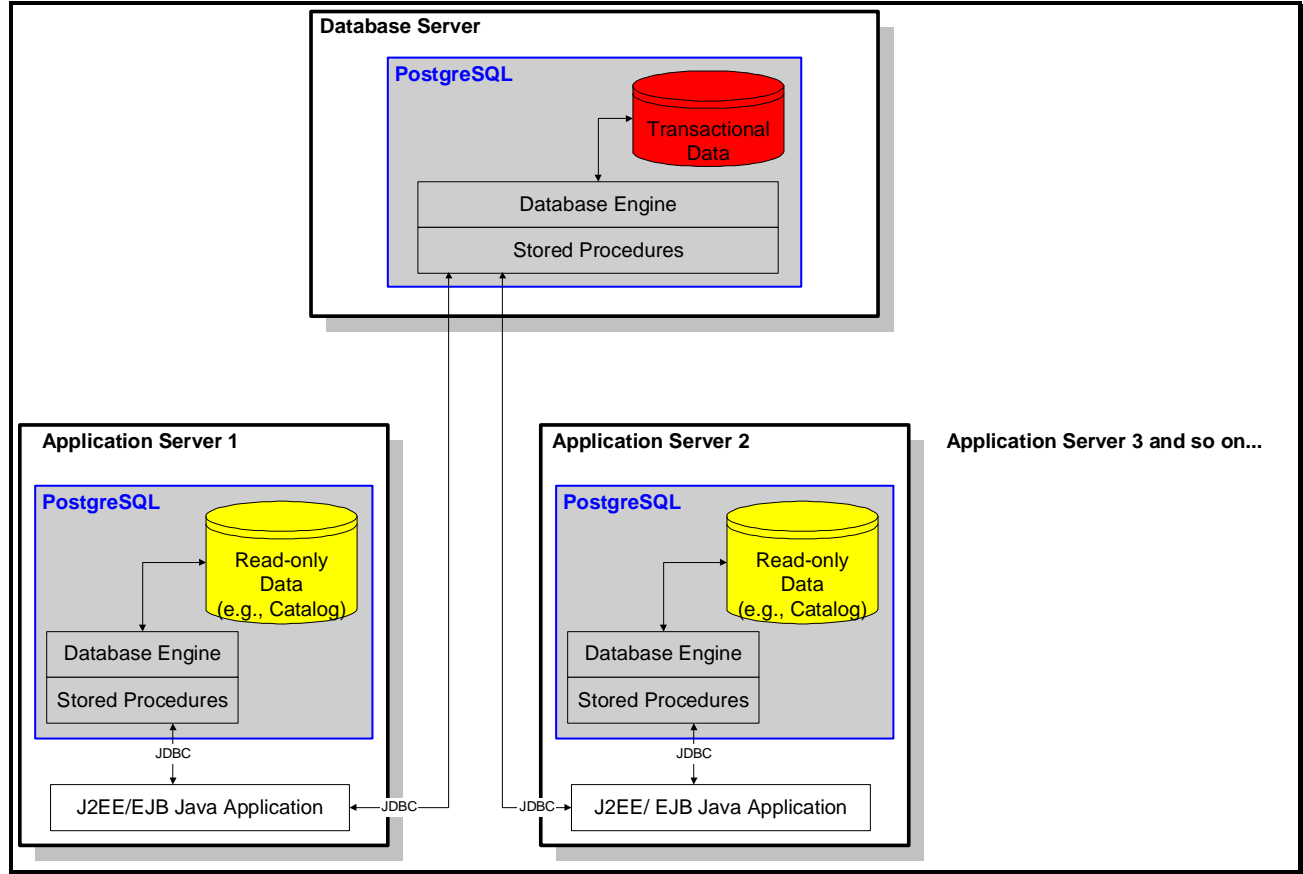 Database Server
PostgreSQL
Transactional
Data
Database Engine
Stored Procedures
Application Server 1
PostgreSQL
Read-only
Data
(e.g., Catalog)
Database Engine
Stored Procedures
JDBC
J2EE/EJB Java Application
JDBC
Application Server 2
PostgreSQL
Read-only
Data
(e.g., Catalog)
Database Engine
Stored Procedures
JDBC
JDBC
J2EE/ EJB Java Application
Application Server 3 and so on...